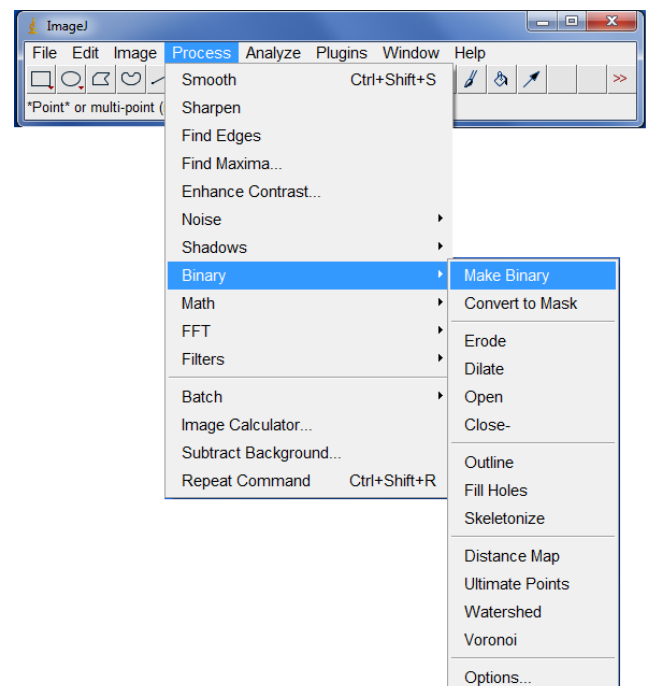 ImageJ
File Edit Image Process Analyze Plugins Window Help
>>
*Point* or multi-point (
Smooth Ctrl+Shift+S
Sharpen
Find Edges
Find Maxima...
Enhance Contrast...
Noise
Shadows
Binary
Math
FFT
Filters
Batch
Image Calculator...
Subtract Background...
Repeat Command Ctrl+Shift+R
Make Binary
Convert to Mask
Erode
Dilate
Open
Close-
Outline
Fill Holes
Skeletonize
Distance Map
Ultimate Points
Watershed
Voronoi
Options...